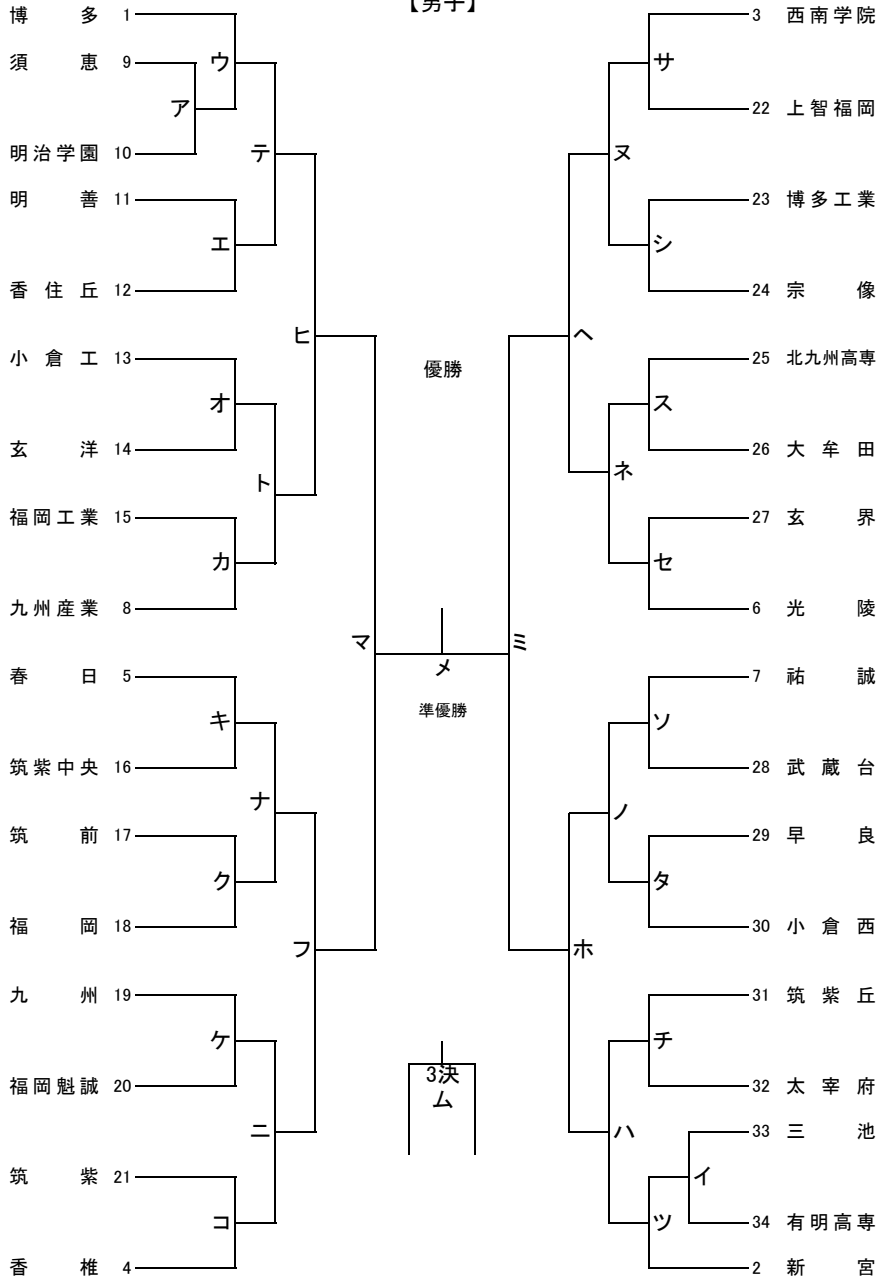 【男子】
博多 1
須恵 9
ウ
ア
明治学園 10
テ
明善 11
エ
香住丘 12
ヒ
小倉工 13
オ
玄洋 14
ト
福岡工業 15
カ
九州産業 8
マ
春日 5
キ
筑紫中央 16
ナ
筑前 17
ク
福岡 18
フ
九州 19
ケ
福岡魁誠 20
ニ
筑紫 21
コ
香椎 4
優勝
メ
準優勝
3決
ム
3 西南学院
サ
22 上智福岡
ヌ
23 博多工業
シ
24 宗像
ヘ
25 北九州高専
ス
26 大牟田
ネ
27 玄界
セ
6 光陵
ミ
7 祐誠
ソ
28 武蔵台
ノ
29 早良
タ
30 小倉西
ホ
31 筑紫丘
チ
32 太宰府
ハ
33 三池
イ
ツ
34 有明高専
2 新宮